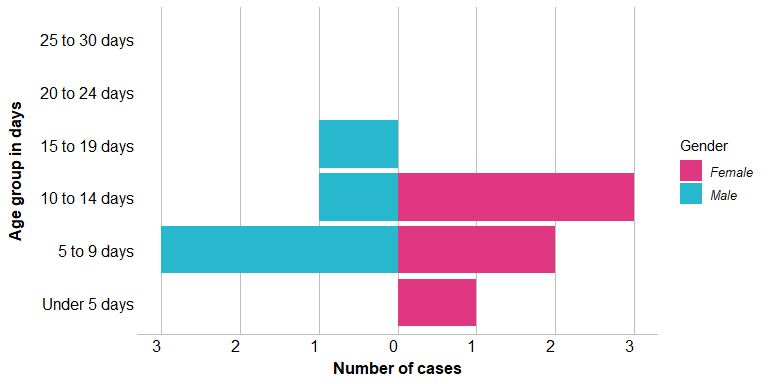 25 to 30 days
20 to 24 days
15 to 19 days
10 to 14 days
5 to 9 days
Under 5 days
Age group in days
3 2 1 0 1 2 3
Number of cases
Gender
Female
Male